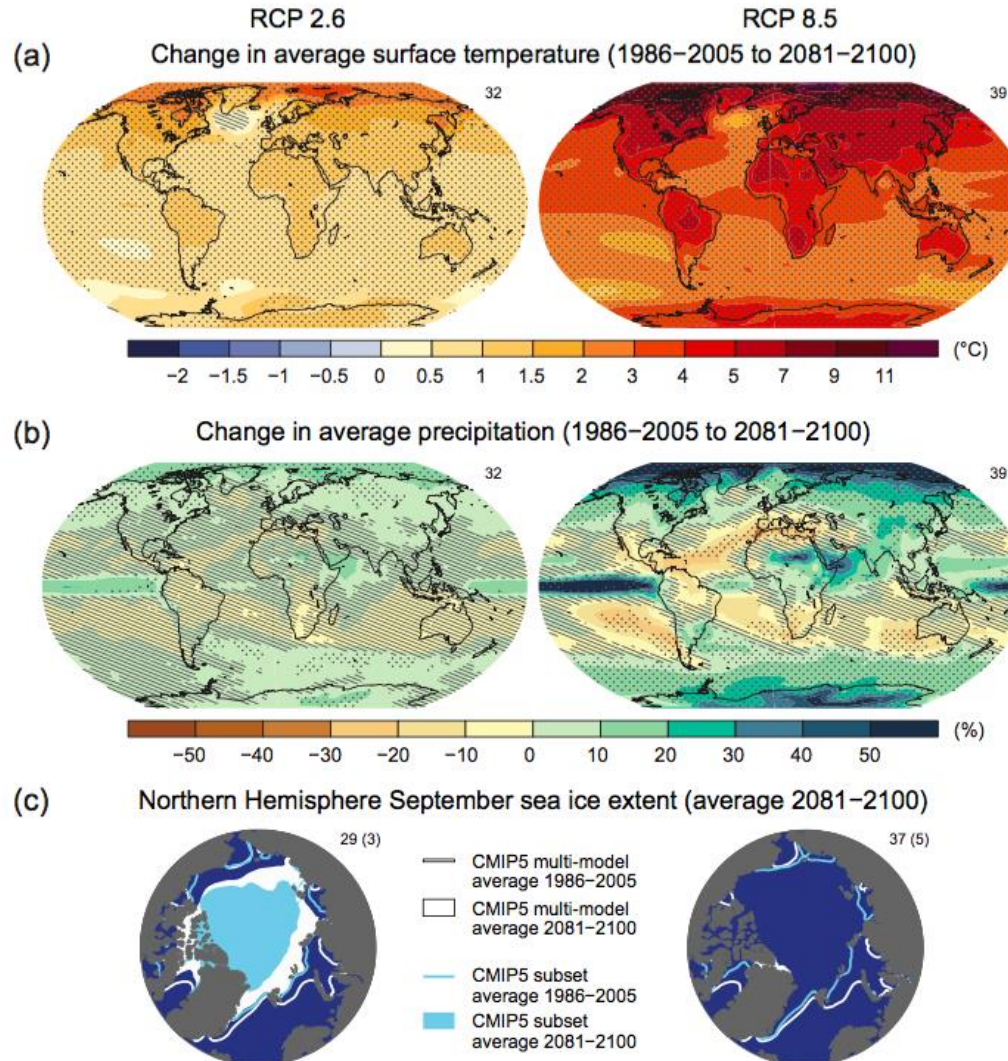 RCP 2.6 RCP 8.5
(a) Change in average surface temperature (1986−2005 to 2081−2100)
32 39
(°C)
−2 −1.5 −1 −0.5 0 0.5 1 1.5 2 3 4 5 7 9 11
(b) Change in average precipitation (1986−2005 to 2081−2100)
32 39
(%)
−50 −40 −30 −20 −10 0 10 20 30 40 50
(c) Northern Hemisphere September sea ice extent (average 2081−2100)
29 (3) 37 (5)
CMIP5 multi-model
average 1986−2005
CMIP5 multi-model
average 2081−2100
CMIP5 subset
average 1986−2005
CMIP5 subset
average 2081−2100